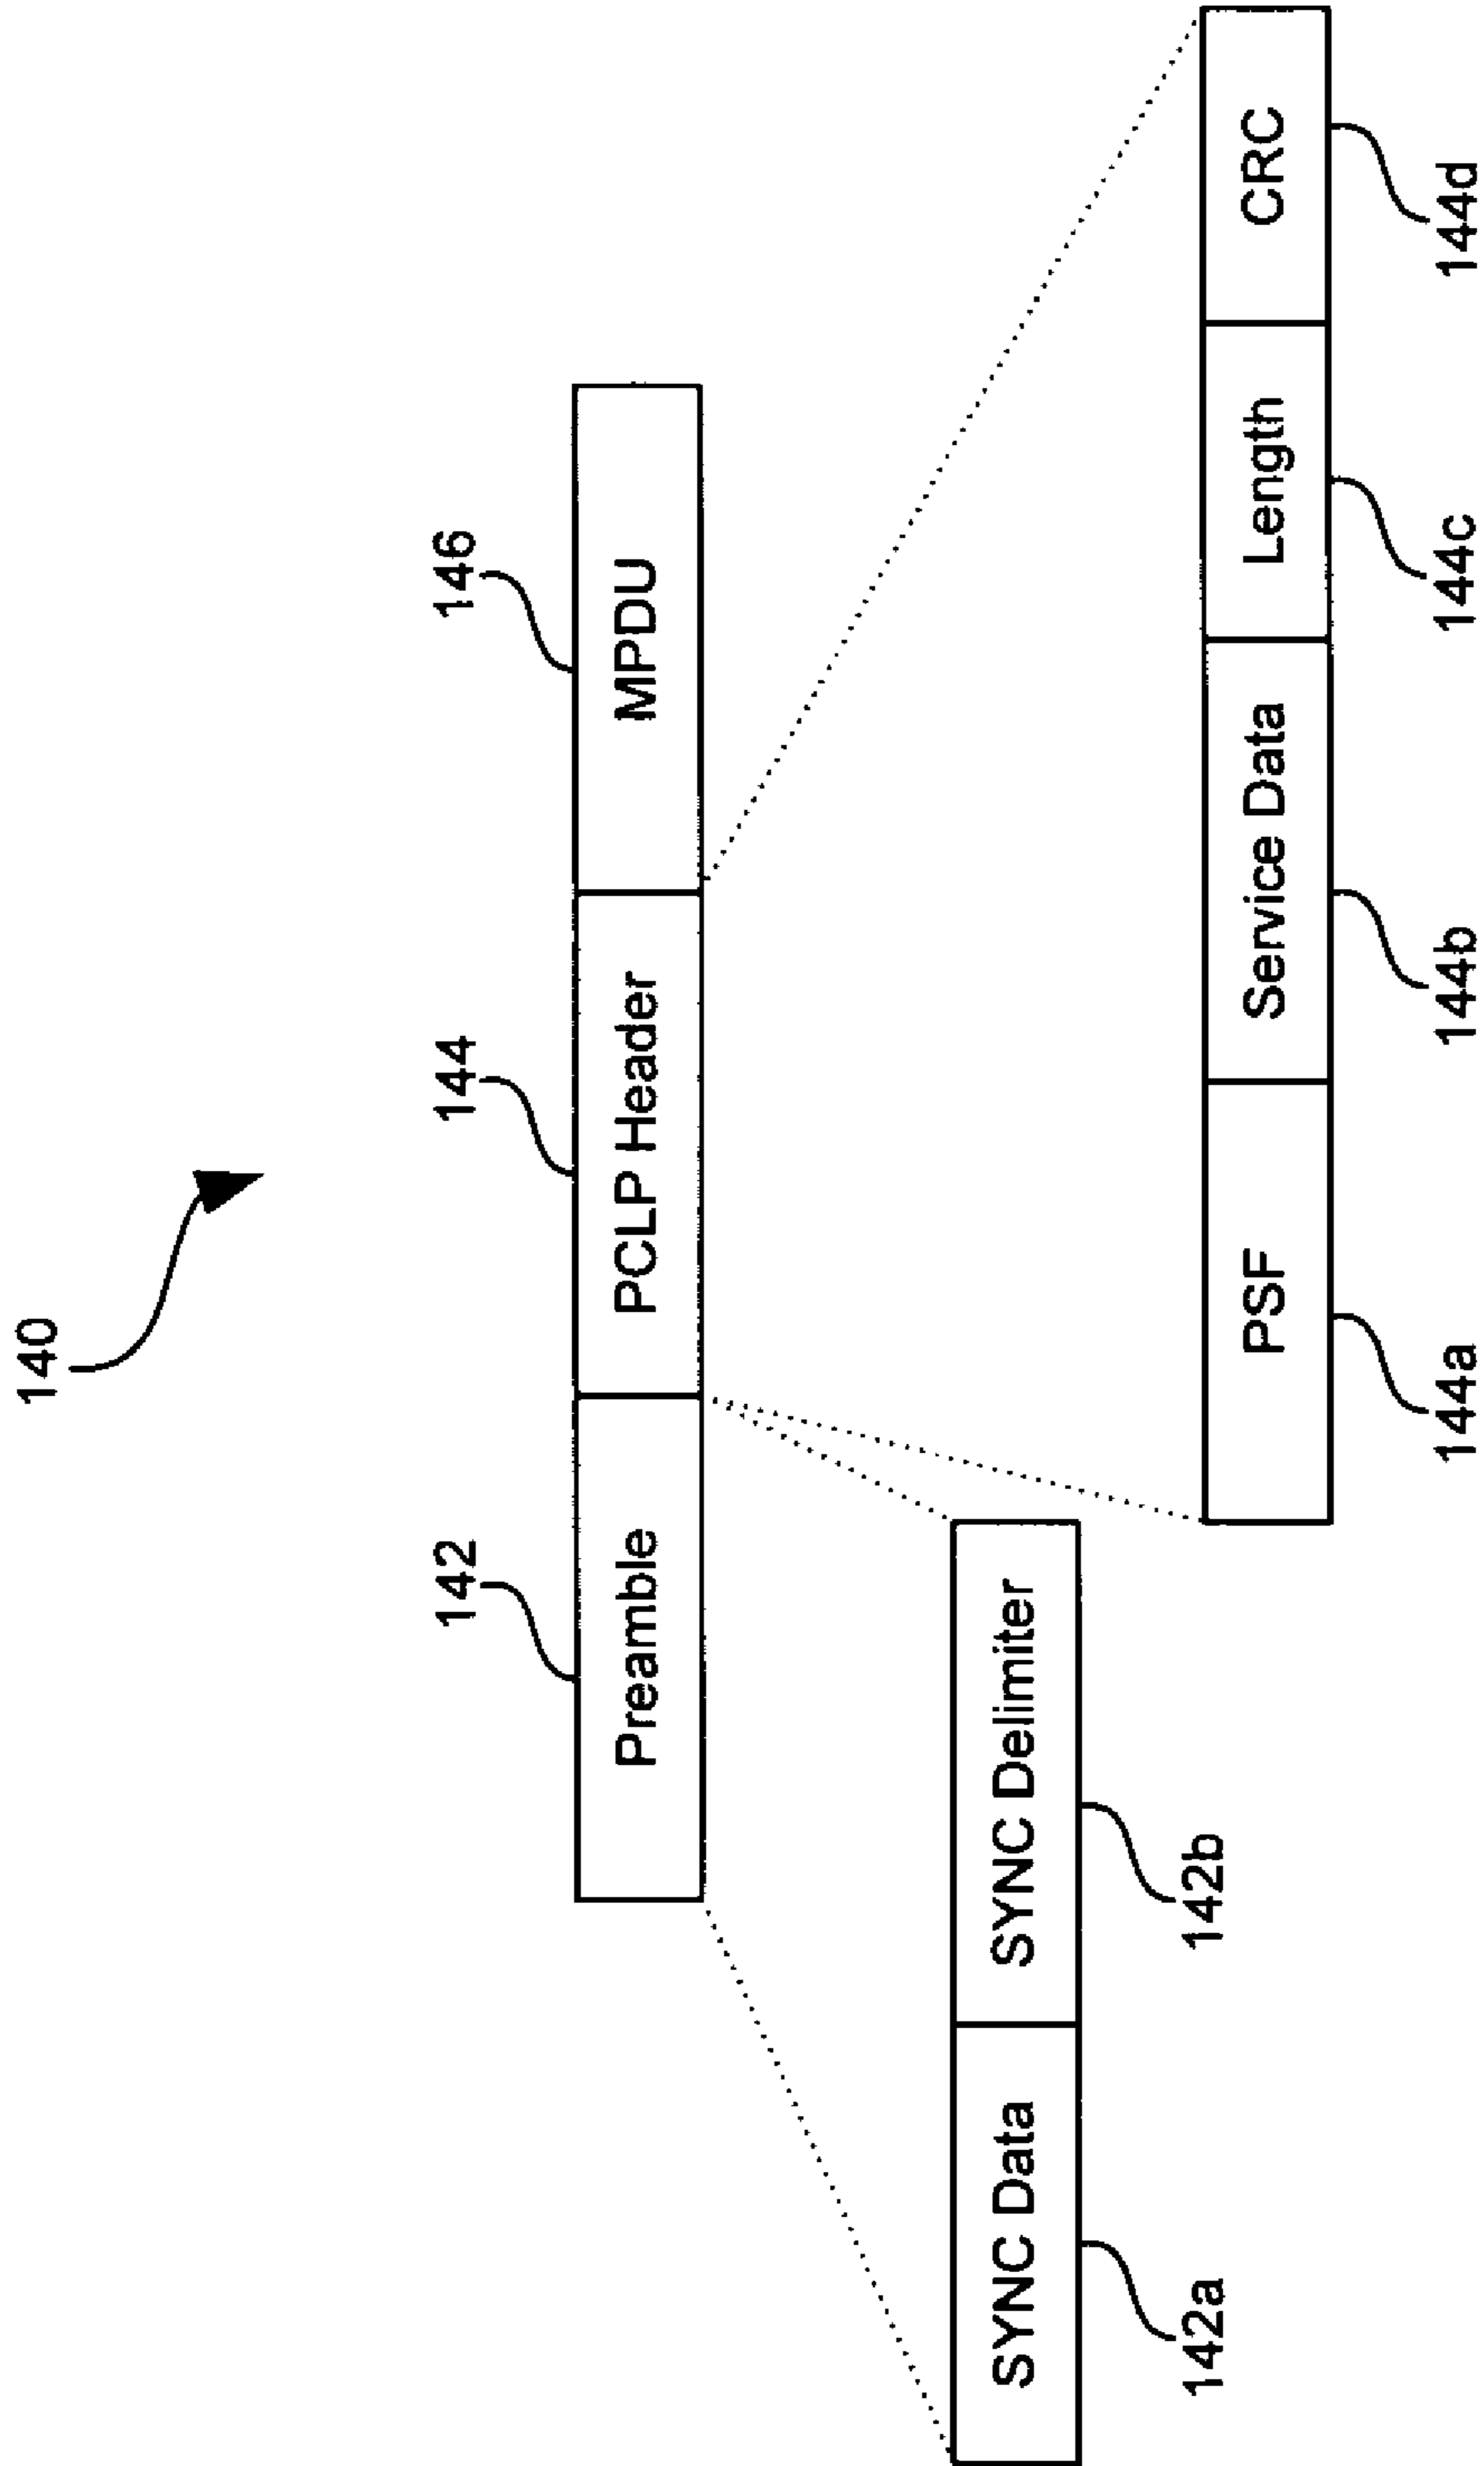 140
142
144
146
Preamble
PCLP Header
MPDU
SYNC Data
SYNC Delimiter
142a
142b
PSF
Service Data
Length
CRC
144a
144b
144c
144d